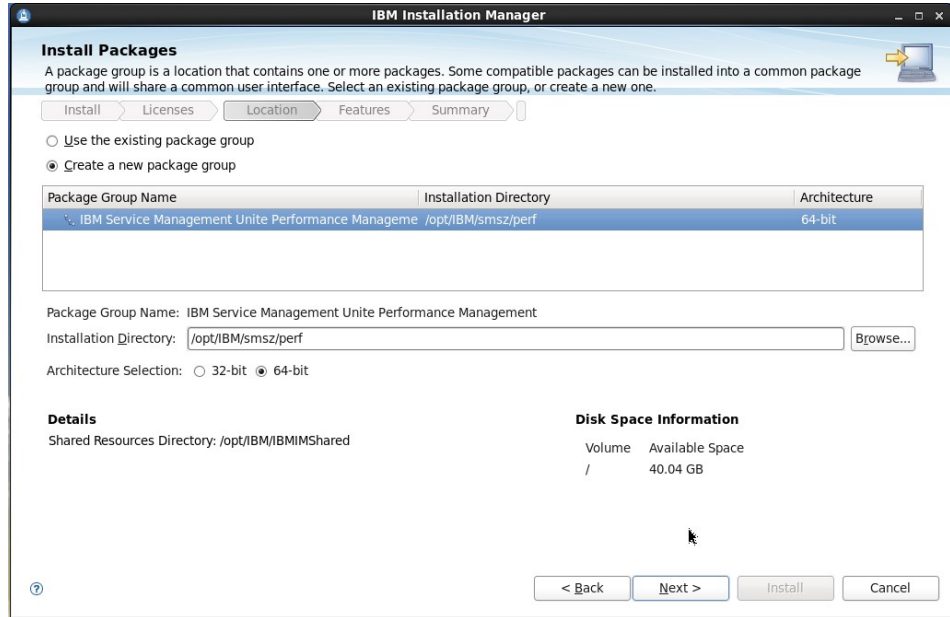 IBM Installation Manager
Install Packages
A package group is a location that contains one or more packages. Some compatible packages can be installed into a common package
group and will share a common user interface. Select an existing package group, or create a new one.
Install Licenses Location Features Summary
Use the existing package group
Create a new package group
Package Group Name Installation Directory Architecture
IBM Service Management Unite Performance Manageme /opt/IBM/smsz/perf 64-bit
Package Group Name: IBM Service Management Unite Performance Management
Installation Directory: /opt/IBM/smsz/perf Browse...
Architecture Selection: 32-bit 64-bit
Details Disk Space Information
Shared Resources Directory: /opt/IBM/IBMIMShared
Volume Available Space
/ 40.04 GB
? < Back Next > Install Cancel